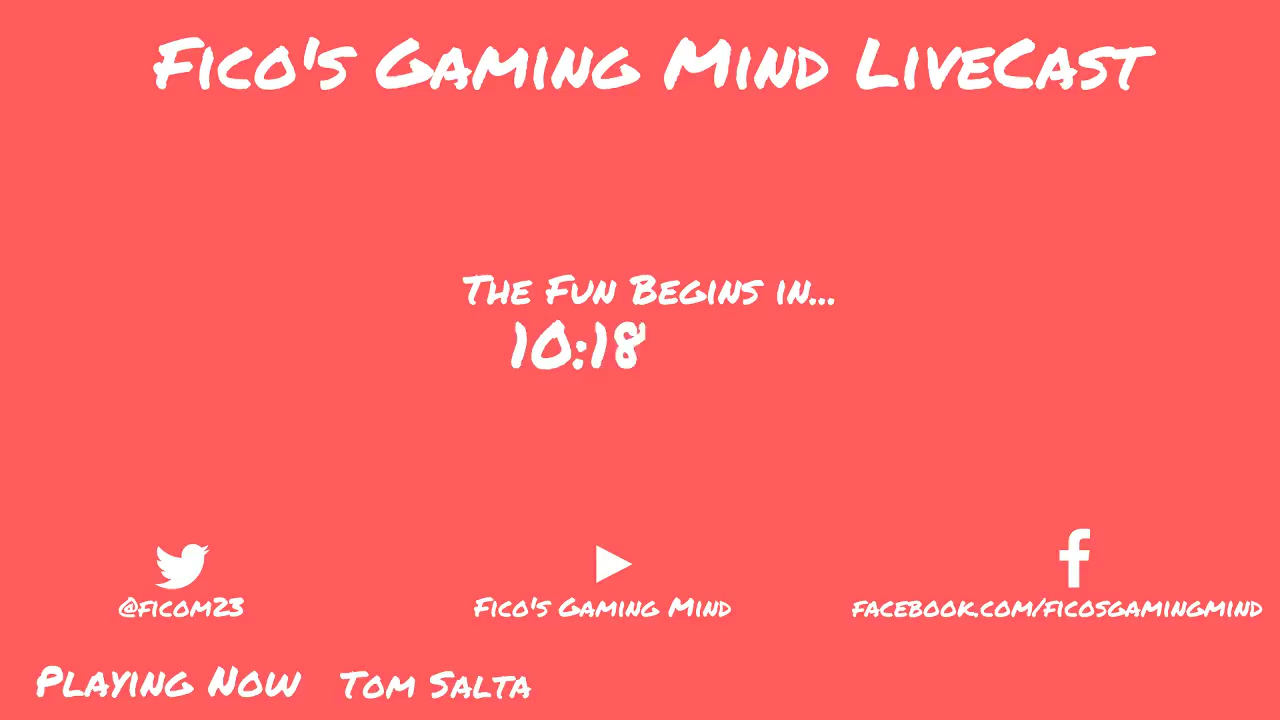 Fico's Gaming Mind LiveCast
The Fun Begins in...
10:18
@ficom23
Fico's Gaming Mind
facebook.com/ficosgamingmind
Playing Now Tom Salta